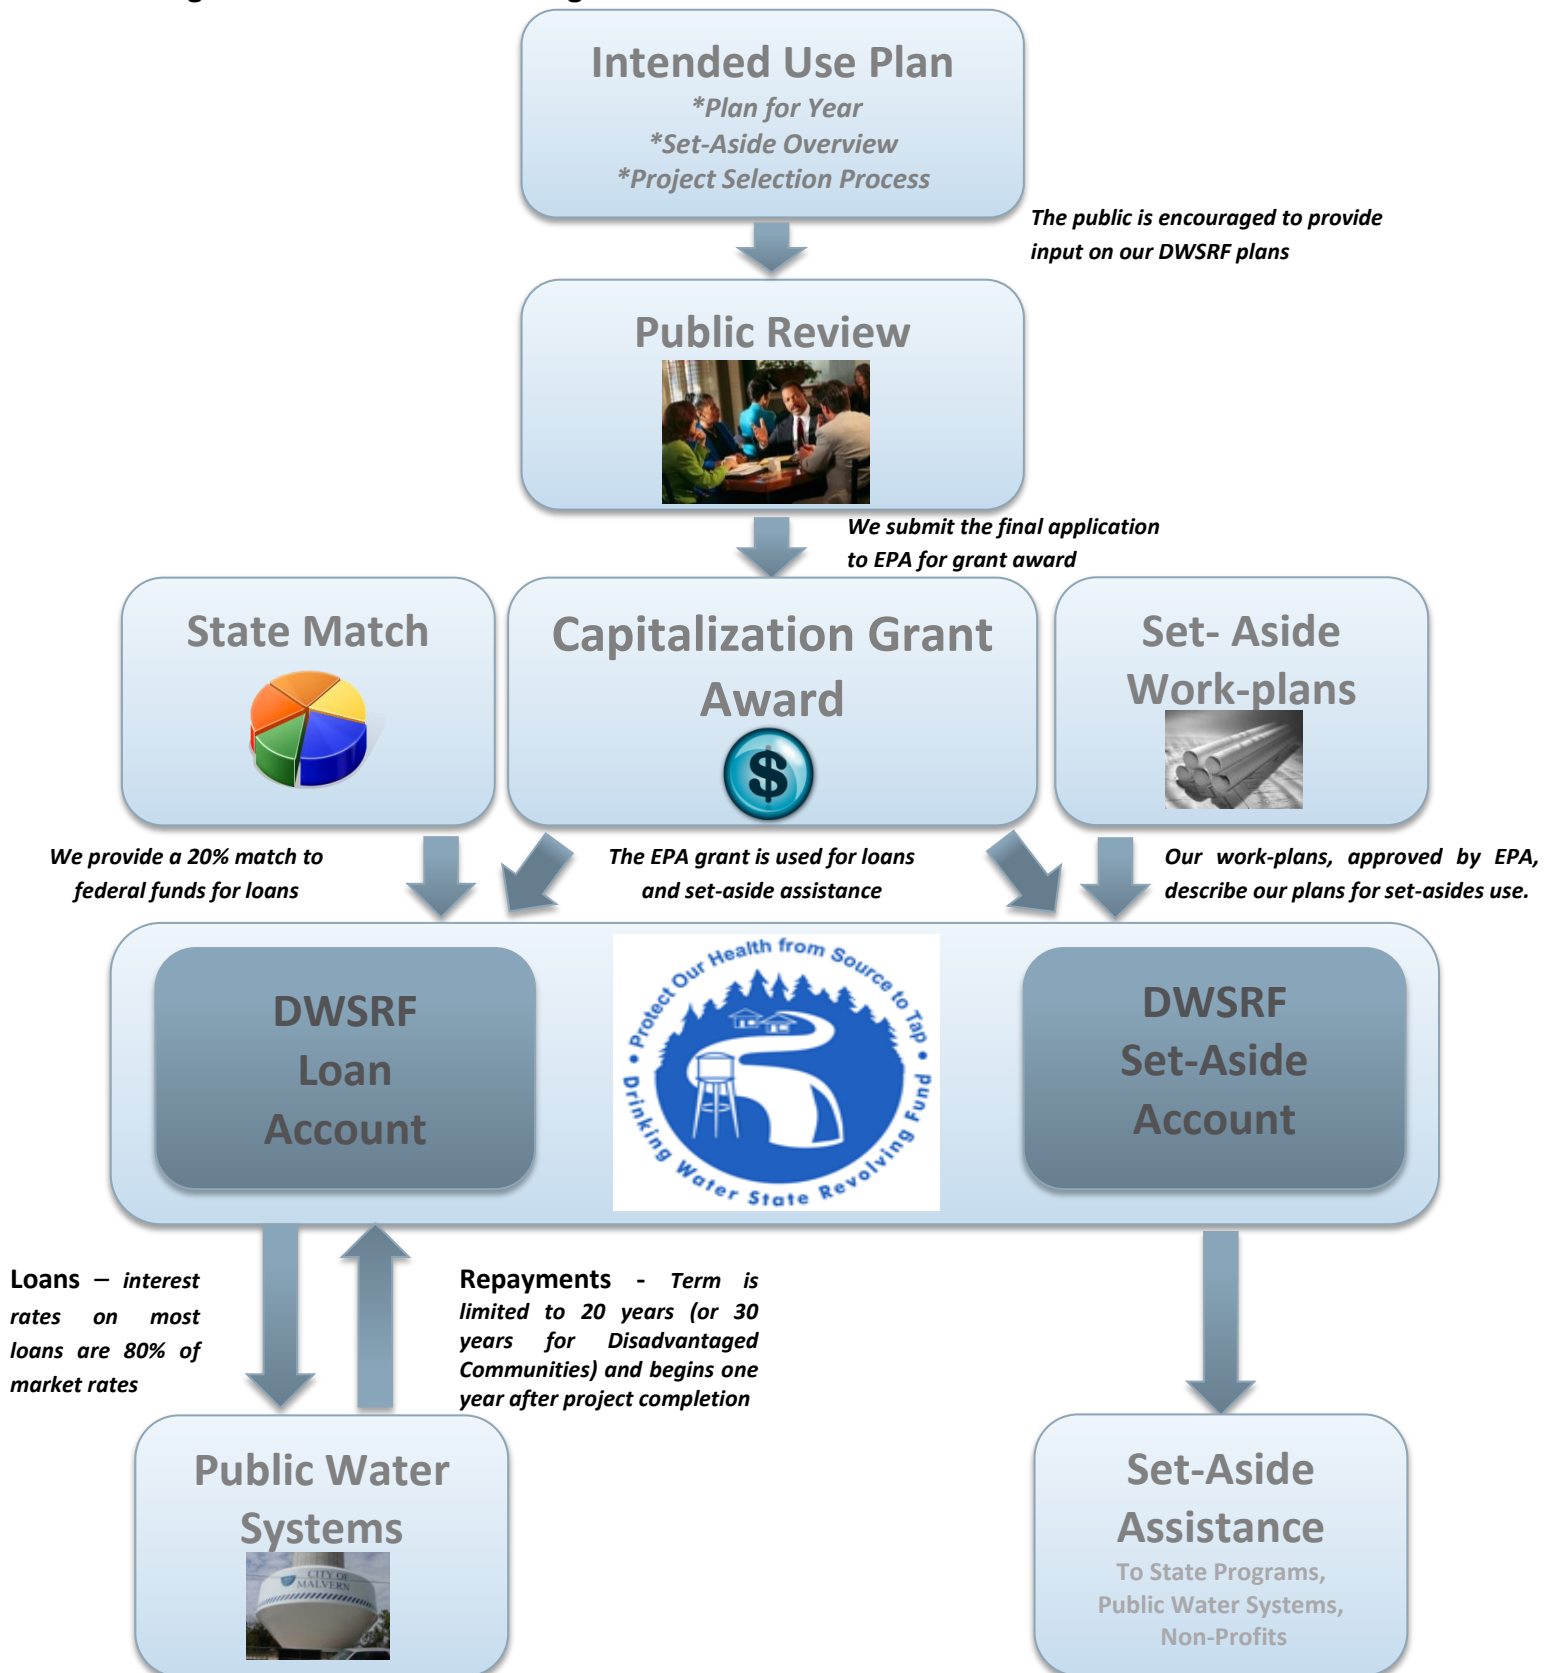 Intended Use Plan
*Plan for Year
*Set-Aside Overview
*Project Selection Process
The public is encouraged to provide
input on our DWSRF plans
Public Review
We submit the final application
to EPA for grant award
State Match
Capitalization Grant
Award
$
Set- Aside
Work-plans
We provide a 20% match to
federal funds for loans
The EPA grant is used for loans
and set-aside assistance
Our work-plans, approved by EPA,
describe our plans for set-asides use.
DWSRF
Loan
Account
• Protect Our Health from Source to Tap •
Drinking Water State Revolving Fund
DWSRF
Set-Aside
Account
Loans – interest
rates on most
loans are 80% of
market rates
Repayments - Term is
limited to 20 years (or 30
years for Disadvantaged
Communities) and begins one
year after project completion
Public Water
Systems
CITY OF
MALVERN
Set-Aside
Assistance
To State Programs,
Public Water Systems,
Non-Profits